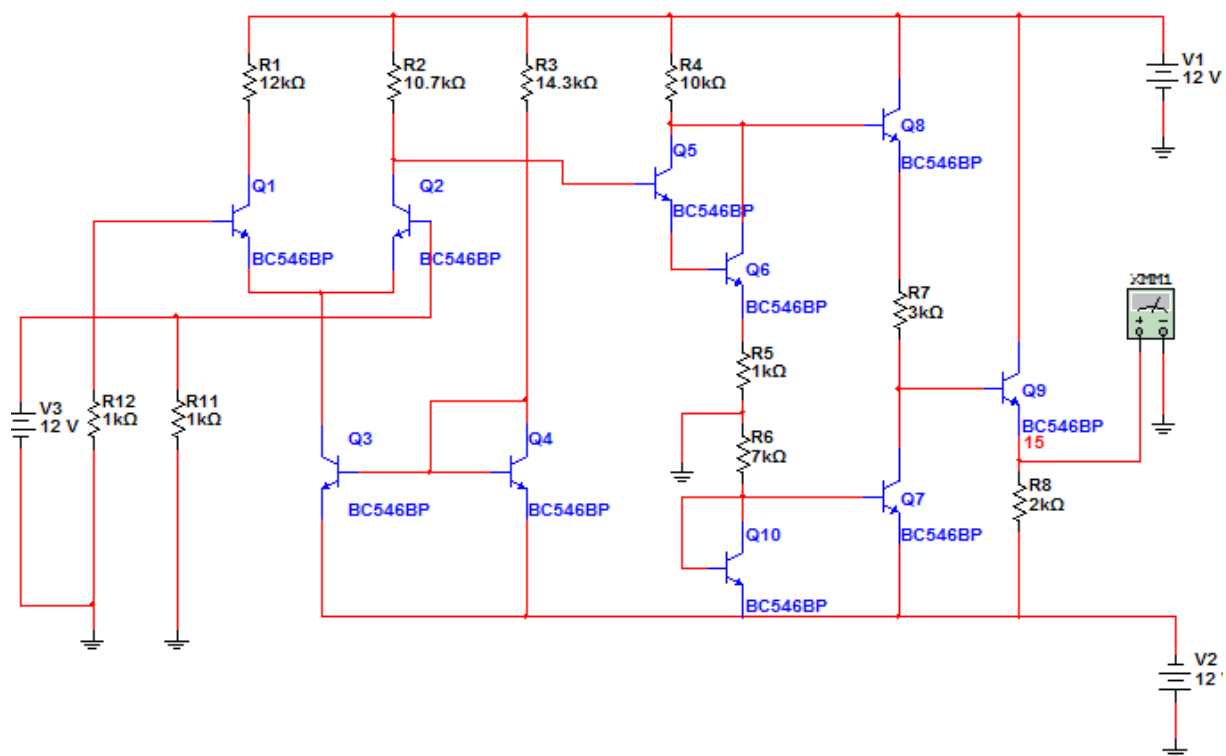 R1
12kΩ
R2
10.7kΩ
R3
14.3kΩ
R4
10kΩ
V1
12 V
Q5
Q8
BC546BP
Q1
Q2
BC546BP
BC546BP
BC546BP
Q6
BC546BP
XMM1
R7
3kΩ
R5
1kΩ
V3
12 V
R12
1kΩ
R11
1kΩ
Q9
BC546BP
15
Q3
Q4
R6
7kΩ
R8
2kΩ
BC546BP
BC546BP
Q7
BC546BP
Q10
BC546BP
V2
12